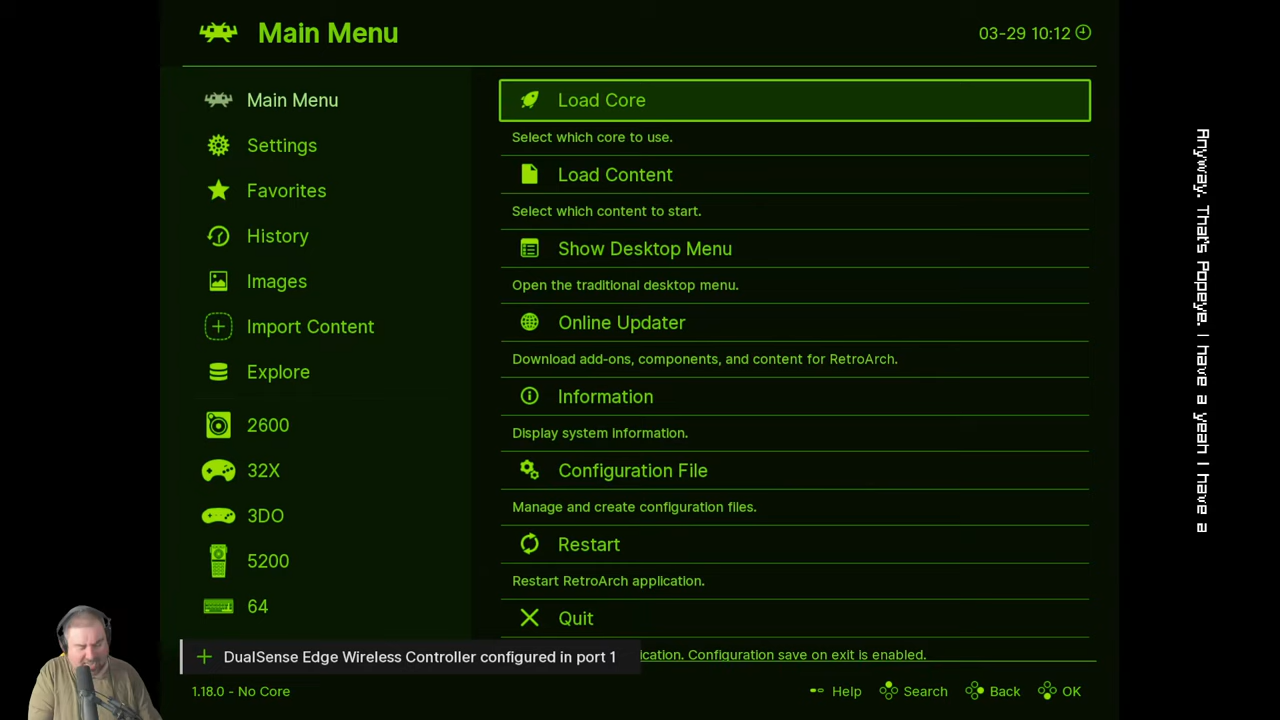 Main Menu
03-29 10:12
Main Menu
Settings
Favorites
History
Images
Import Content
Explore
2600
32X
3DO
5200
64
Load Core
Select which core to use.
Load Content
Select which content to start.
Show Desktop Menu
Open the traditional desktop menu.
Online Updater
Download add-ons, components, and content for RetroArch.
Information
Display system information.
Configuration File
Manage and create configuration files.
Restart
Restart RetroArch application.
Quit
ication. Configuration save on exit is enabled.
DualSense Edge Wireless Controller configured in port 1
1.18.0 - No Core
Help
Search
Back
OK
Anyway. That's Popeye. I have a yeah I have a